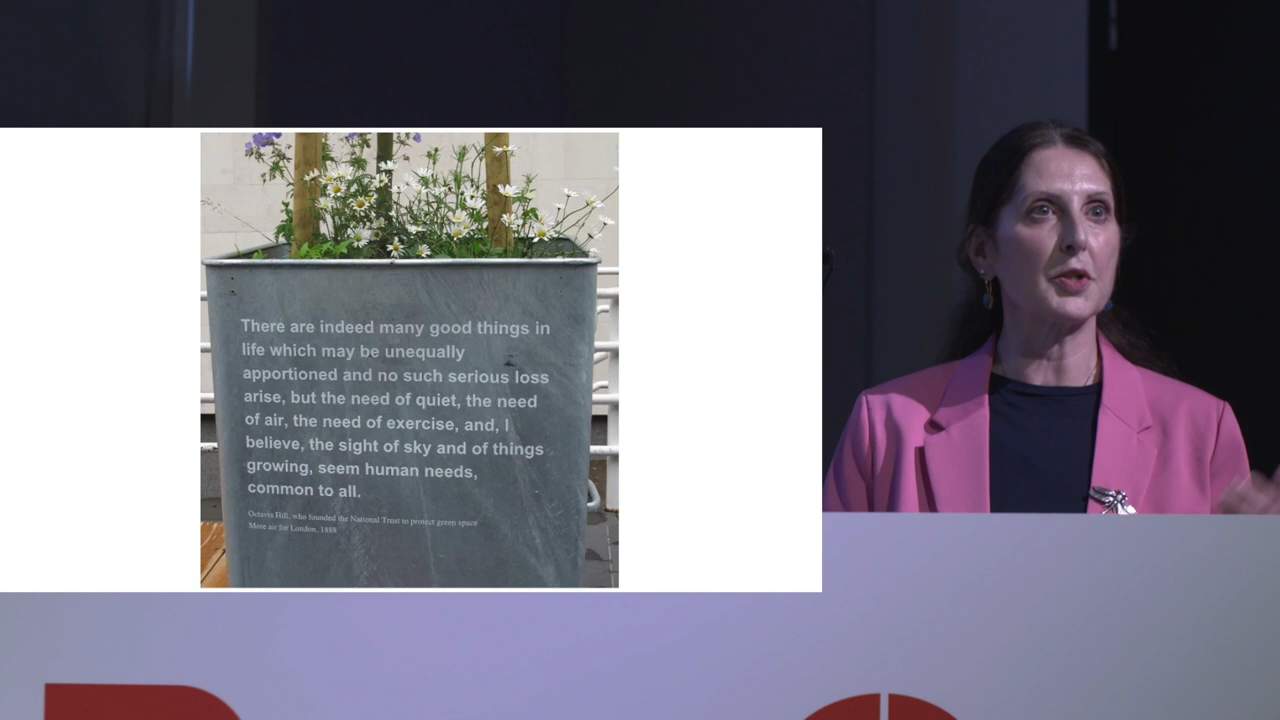 There are indeed many good things in
life which may be unequally
apportioned and no such serious loss
arise, but the need of quiet, the need
of air, the need of exercise, and, I
believe, the sight of sky and of things
growing, seem human needs,
common to all.
Octavia Hill, who founded the National Trust to protect green space
More air for London, 1888